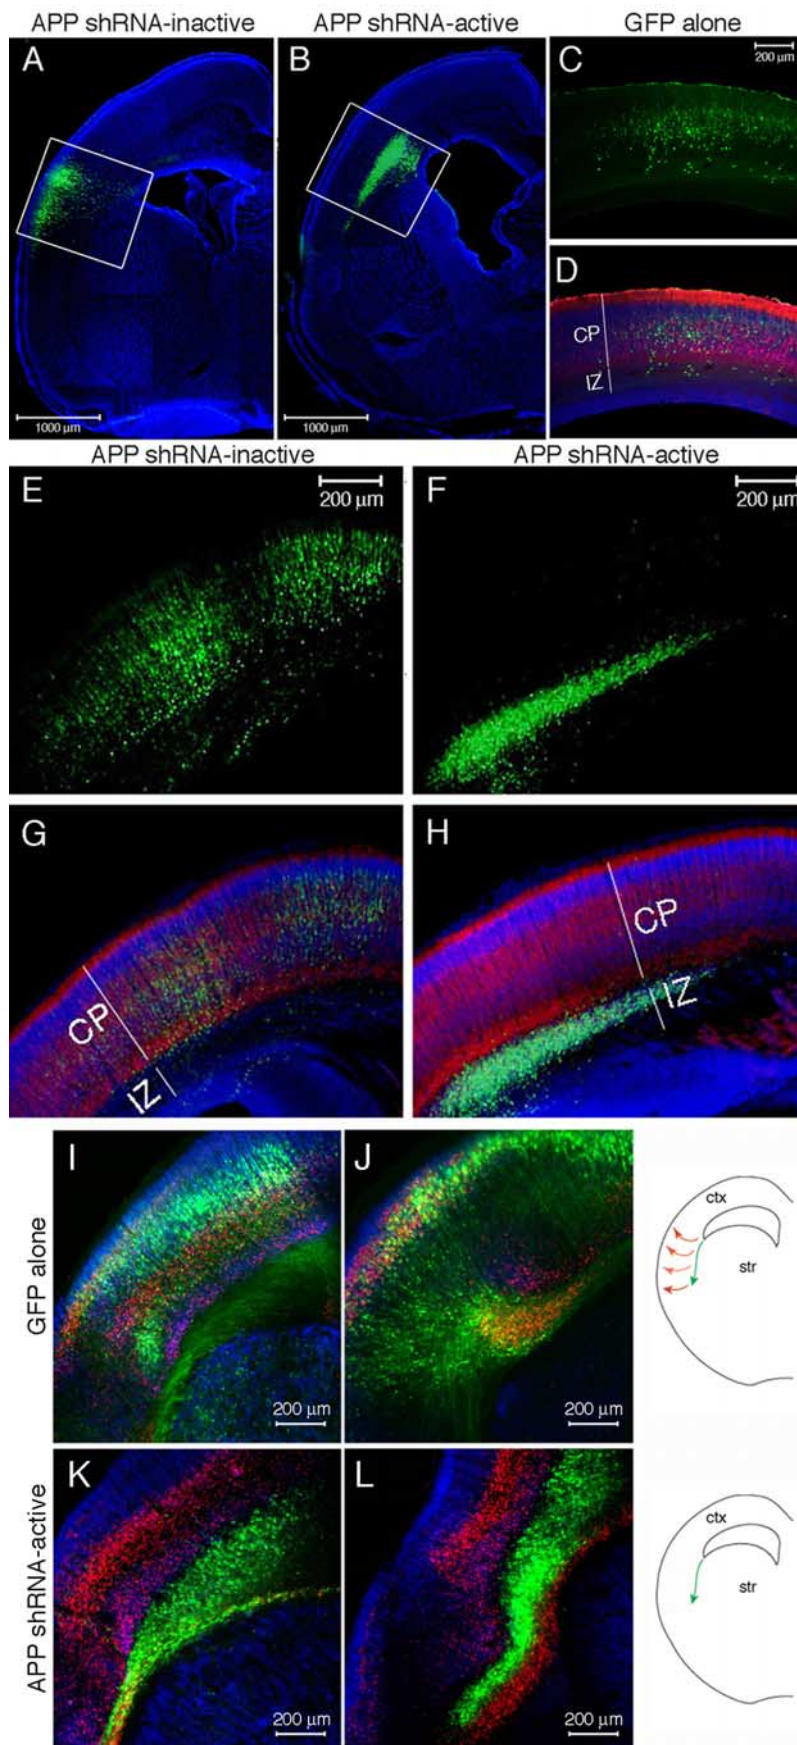 APP shRNA-inactive
APP shRNA-active
GFP alone
A
B
C
200 µm
D
CP
IZ
1000 µm
1000 µm
APP shRNA-inactive
APP shRNA-active
E
200 µm
F
200 µm
G
CP
IZ
H
CP
IZ
GFP alone
I
200 µm
J
200 µm
ctx
str
APP shRNA-active
K
200 µm
L
200 µm
ctx
str